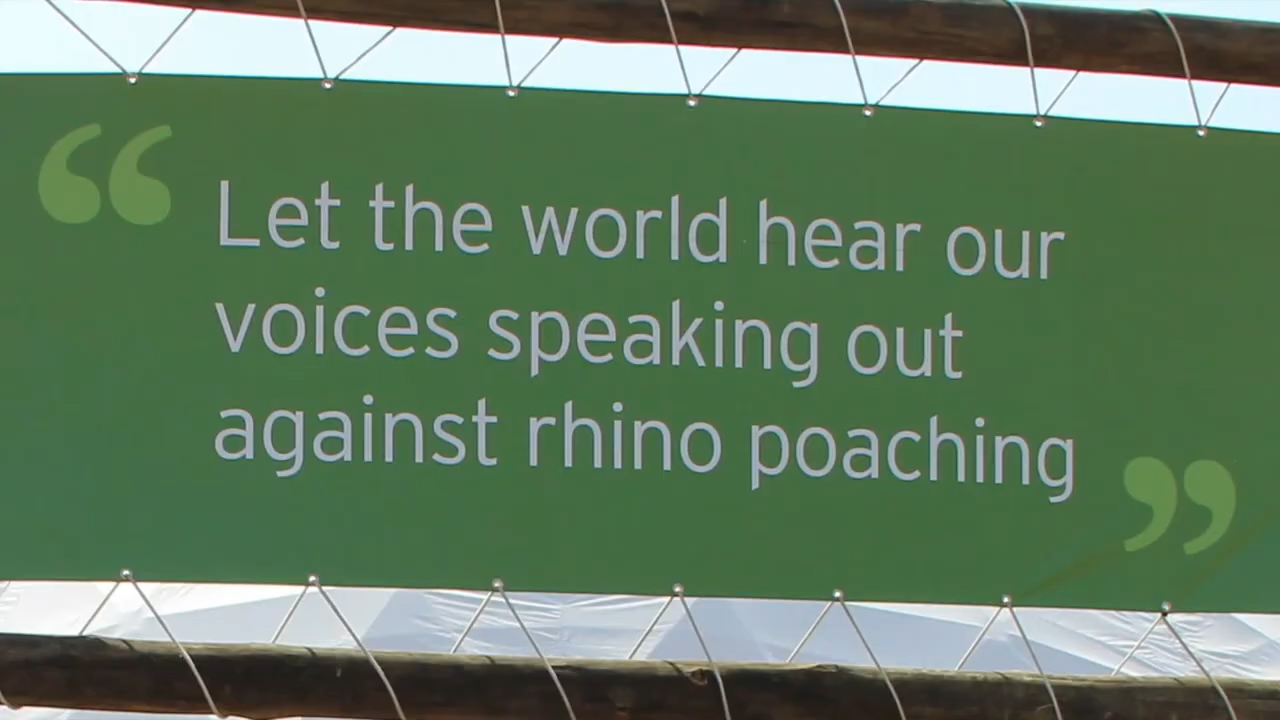 “Let the world hear our
voices speaking out
against rhino poaching”